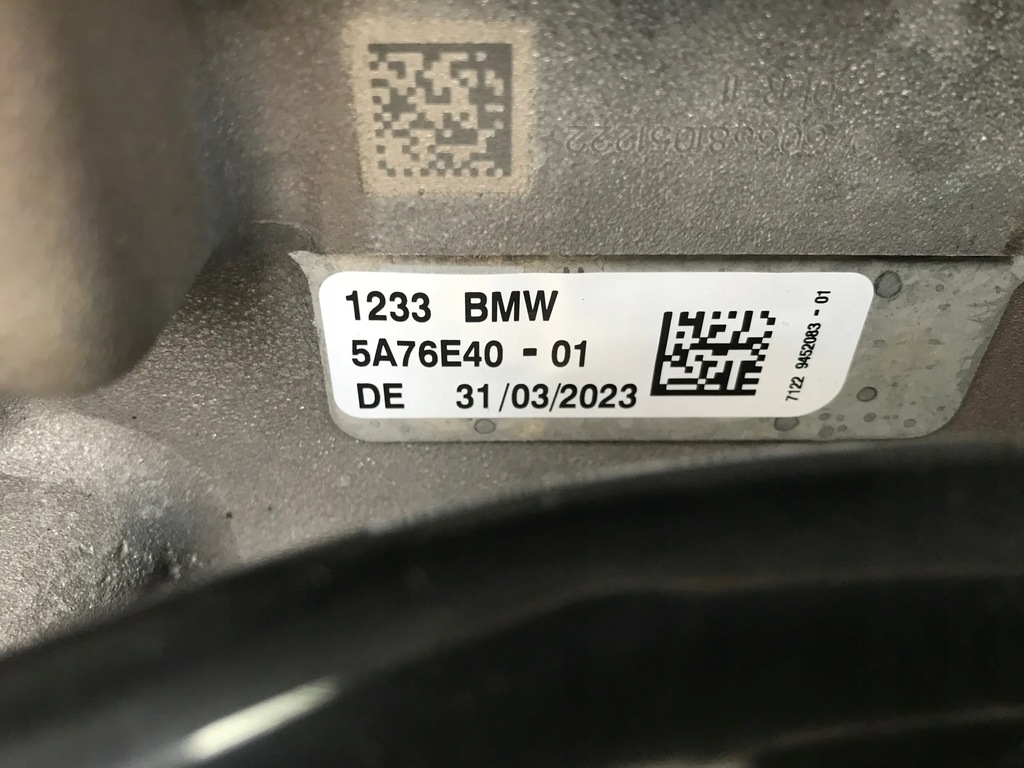 1233 BMW
5A76E40 - 01
DE 31/03/2023
7122 9452083 - 01